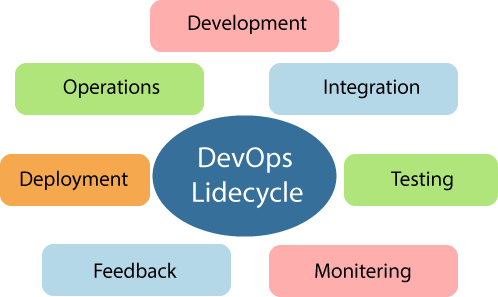 Development
Operations
Integration
DevOps
Lidecycle
Deployment
Testing
Feedback
Monitering